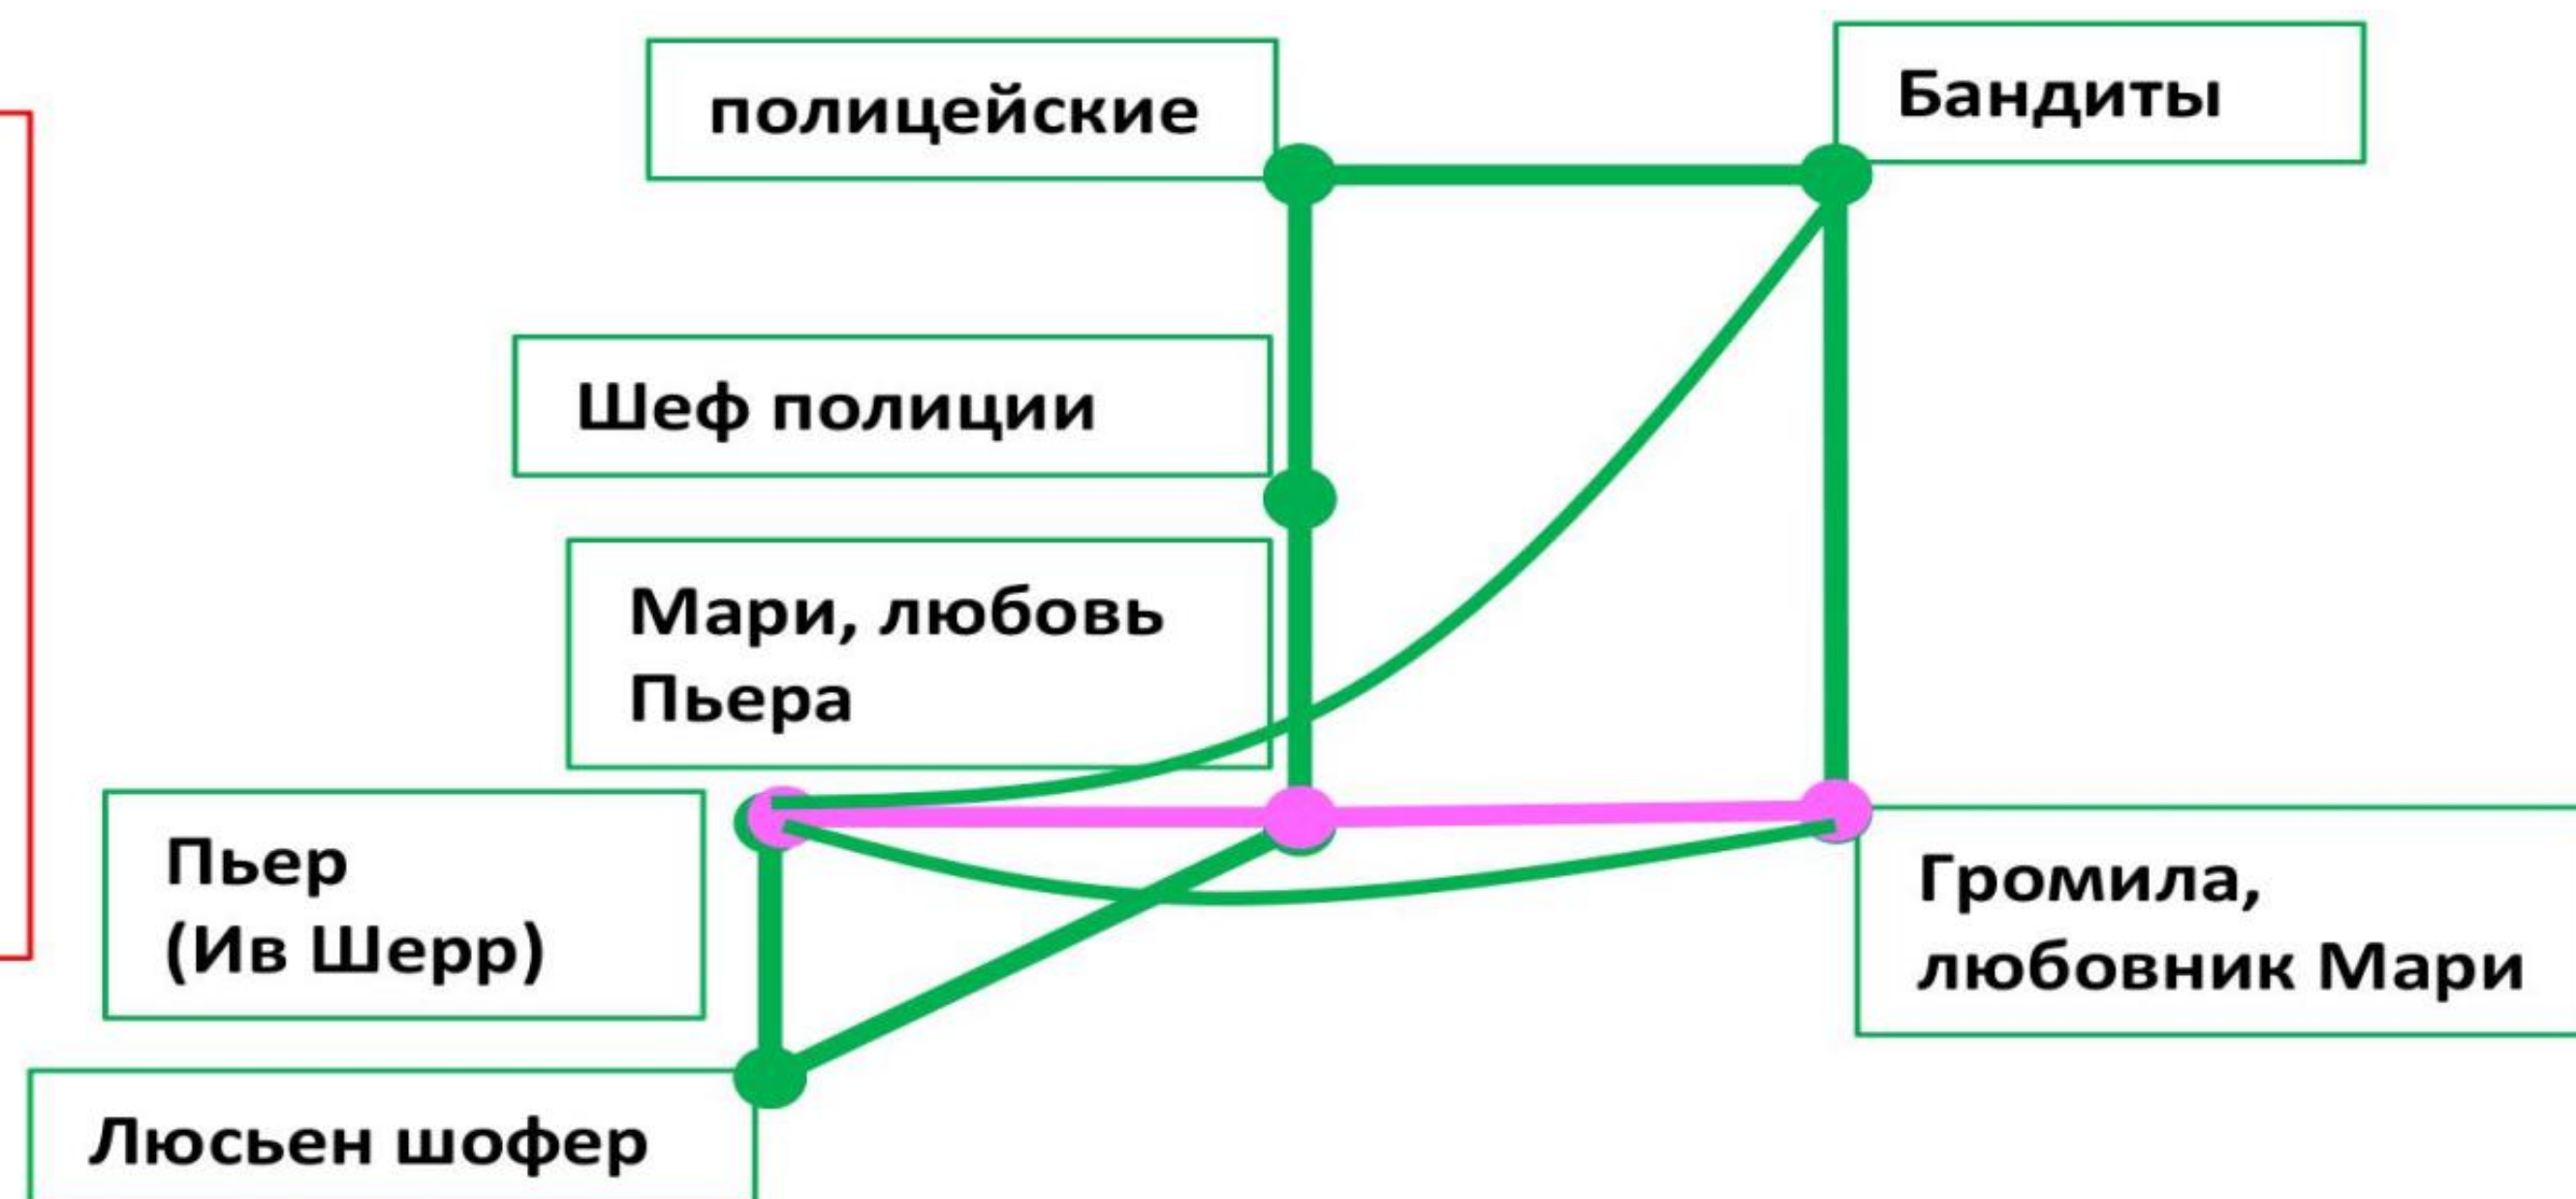 полицейские
Бандиты
Шеф полиции
Мари, любовь
Пьера
Пьер
(Ив Шерр)
Громила,
любовник Мари
Люсьен шофер